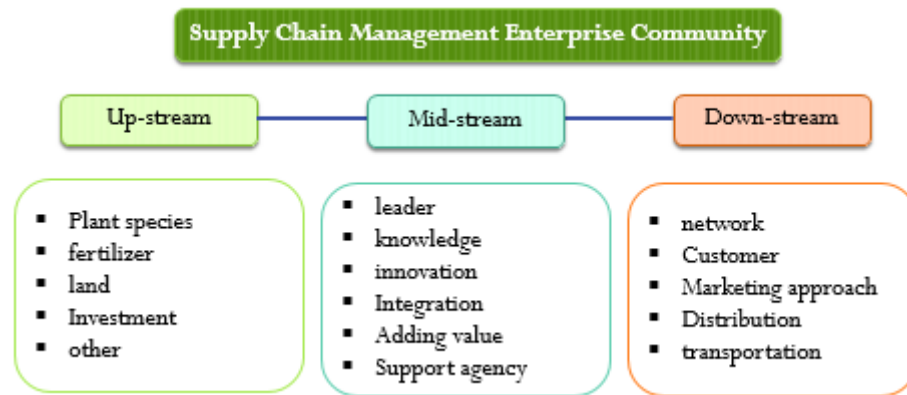 Supply Chain Management Enterprise Community
Up-stream
Mid-stream
Down-stream
Plant species
fertilizer
land
Investment
other
leader
knowledge
innovation
Integration
Adding value
Support agency
network
Customer
Marketing approach
Distribution
transportation